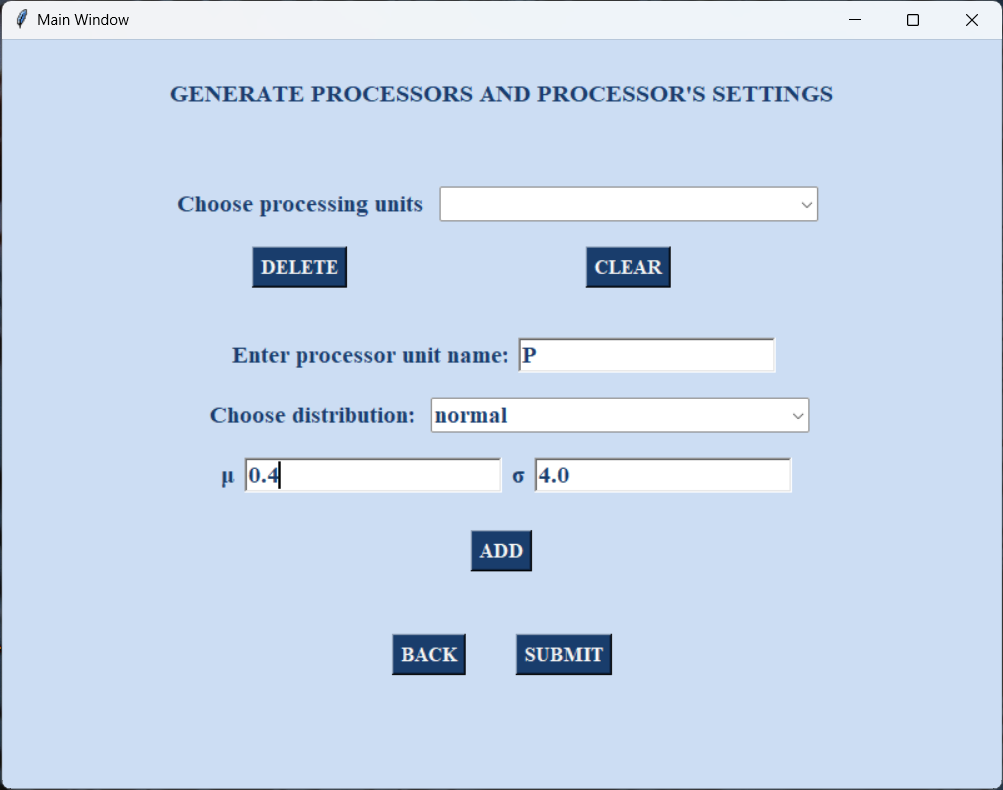 Main Window
GENERATE PROCESSORS AND PROCESSOR'S SETTINGS
Choose processing units
DELETE CLEAR
Enter processor unit name: P
Choose distribution: normal
μ 0.4 σ 4.0
ADD
BACK SUBMIT